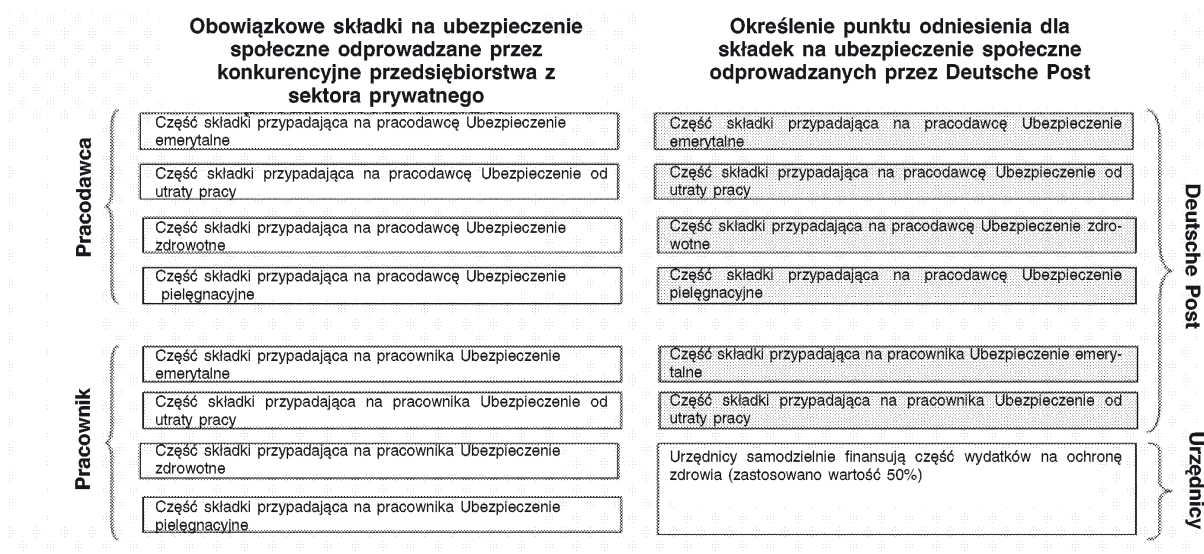 Obowiązkowe składki na ubezpieczenie
społeczne odprowadzane przez
konkurencyjne przedsiębiorstwa z
sektora prywatnego
Pracodawca
Część składki przypadająca na pracodawcę Ubezpieczenie
emerytalne
Część składki przypadająca na pracodawcę Ubezpieczenie od
utraty pracy
Część składki przypadająca na pracodawcę Ubezpieczenie
zdrowotne
Część składki przypadająca na pracodawcę Ubezpieczenie
pielęgnacyjne
Pracownik
Część składki przypadająca na pracownika Ubezpieczenie
emerytalne
Część składki przypadająca na pracownika Ubezpieczenie od
utraty pracy
Część składki przypadająca na pracownika Ubezpieczenie
zdrowotne
Część składki przypadająca na pracownika Ubezpieczenie
pielęgnacyjne
Określenie punktu odniesienia dla
składek na ubezpieczenie społeczne
odprowadzanych przez Deutsche Post
Część składki przypadająca na pracodawcę Ubezpieczenie
emerytalne
Część składki przypadająca na pracodawcę Ubezpieczenie od
utraty pracy
Część składki przypadająca na pracodawcę Ubezpieczenie zdro-
wotne
Część składki przypadająca na pracodawcę Ubezpieczenie
pielęgnacyjne
Część składki przypadająca na pracownika Ubezpieczenie emery-
talne
Część składki przypadająca na pracownika Ubezpieczenie od
utraty pracy
Deutsche Post
Urzędnicy samodzielnie finansują część wydatków na ochronę
zdrowia (zastosowano wartość 50%)
Urzędnicy